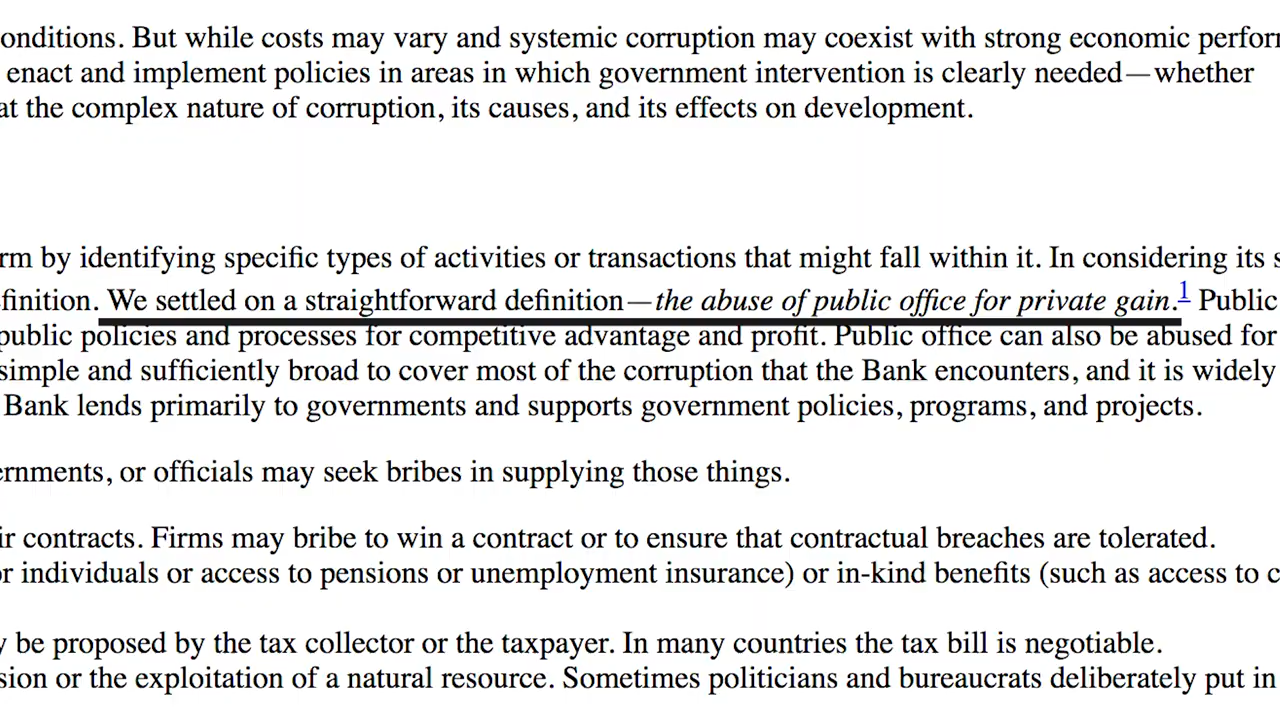 onditions. But while costs may vary and systemic corruption may coexist with strong economic perform
enact and implement policies in areas in which government intervention is clearly needed—whether
at the complex nature of corruption, its causes, and its effects on development.
rm by identifying specific types of activities or transactions that might fall within it. In considering its s
finition. We settled on a straightforward definition—the abuse of public office for private gain.1 Public
public policies and processes for competitive advantage and profit. Public office can also be abused for
simple and sufficiently broad to cover most of the corruption that the Bank encounters, and it is widely
Bank lends primarily to governments and supports government policies, programs, and projects.
ernments, or officials may seek bribes in supplying those things.
ir contracts. Firms may bribe to win a contract or to ensure that contractual breaches are tolerated.
or individuals or access to pensions or unemployment insurance) or in-kind benefits (such as access to c
y be proposed by the tax collector or the taxpayer. In many countries the tax bill is negotiable.
sion or the exploitation of a natural resource. Sometimes politicians and bureaucrats deliberately put in